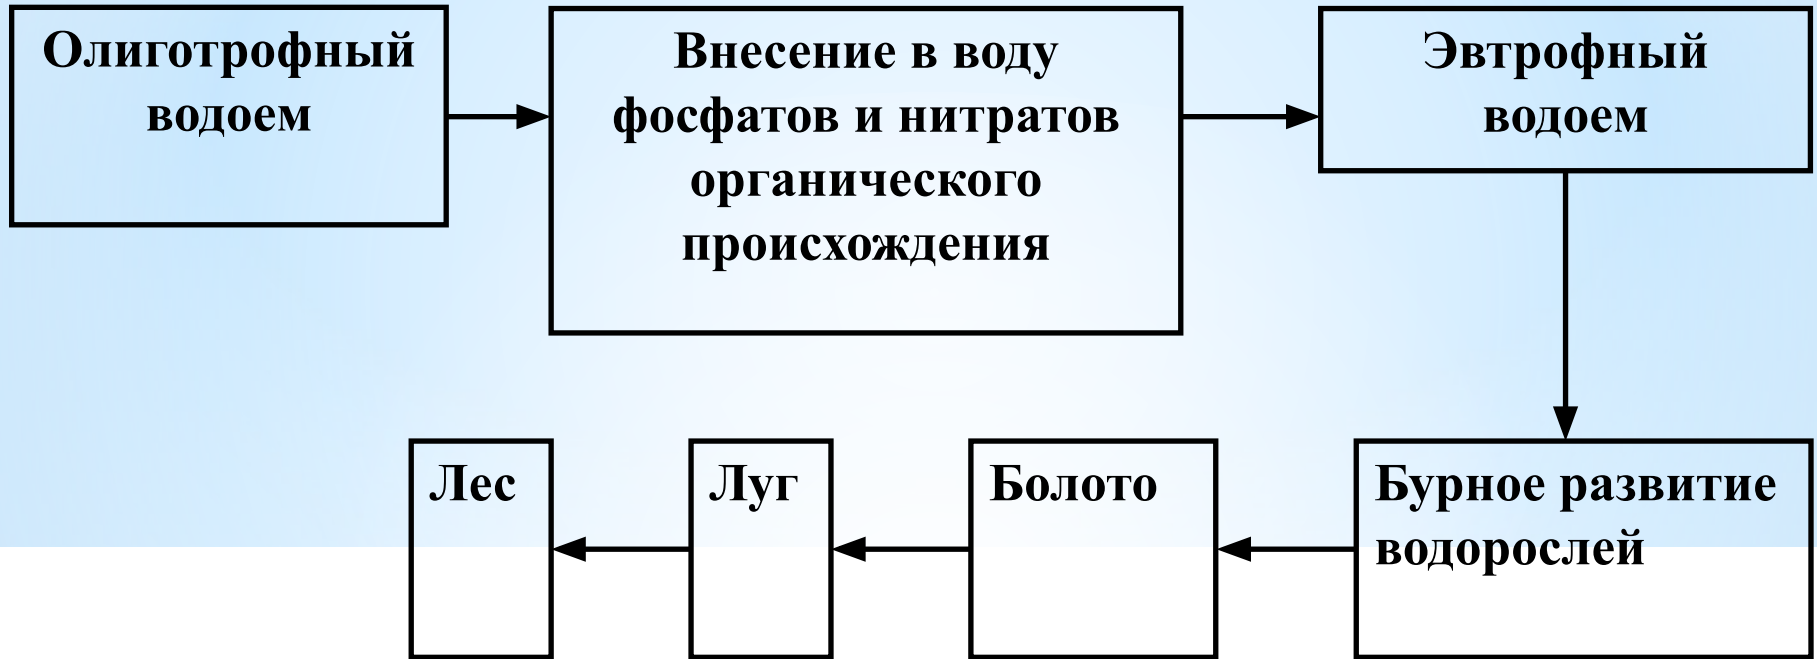 Олиготрофный
водоем
Внесение в воду
фосфатов и нитратов
органического
происхождения
Эвтрофный
водоем
Бурное развитие
водорослей
Болото
Луг
Лес